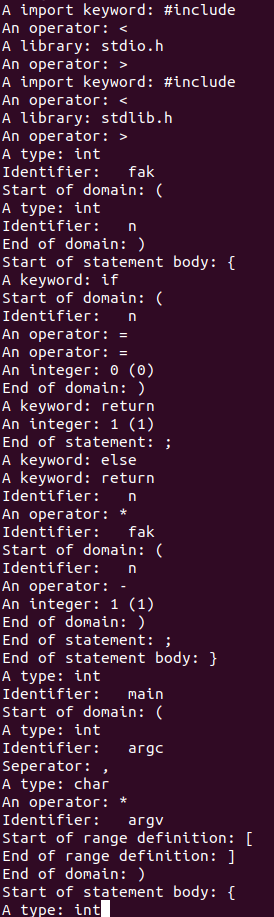 A import keyword: #include
An operator: <
A library: stdio.h
An operator: >
A import keyword: #include
An operator: <
A library: stdlib.h
An operator: >
A type: int
Identifier:   fak
Start of domain: (
A type: int
Identifier:   n
End of domain: )
Start of statement body: {
A keyword: if
Start of domain: (
Identifier:   n
An operator: =
An operator: =
An integer: 0 (0)
End of domain: )
A keyword: return
An integer: 1 (1)
End of statement: ;
A keyword: else
A keyword: return
Identifier:   n
An operator: *
Identifier:   fak
Start of domain: (
Identifier:   n
An operator: -
An integer: 1 (1)
End of domain: )
End of statement: ;
End of statement body: }
A type: int
Identifier:   main
Start of domain: (
A type: int
Identifier:   argc
Seperator: ,
A type: char
An operator: *
Identifier:   argv
Start of range definition: [
End of range definition: ]
End of domain: )
Start of statement body: {
A type: int